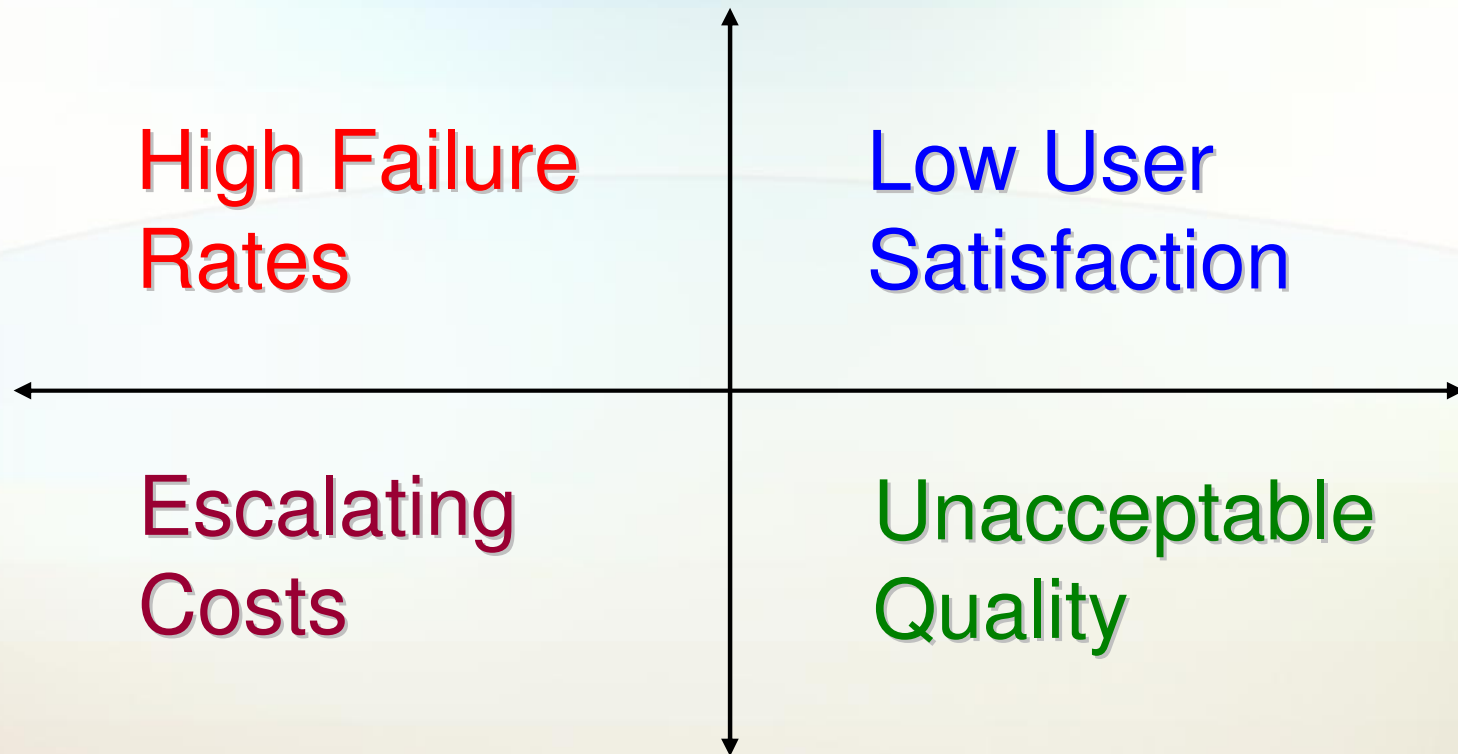 High Failure
Rates
Low User
Satisfaction
Escalating
Costs
Unacceptable
Quality